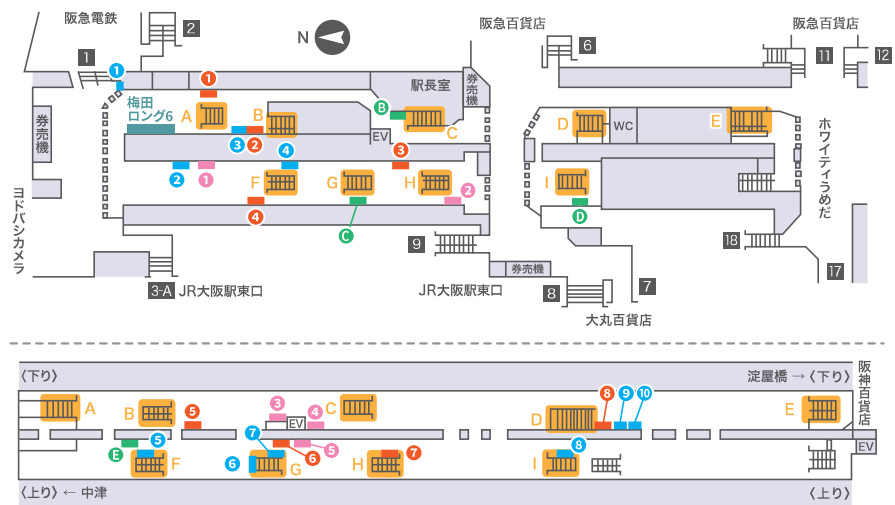 阪急電鉄
2
阪急百貨店
6
阪急百貨店
11
12
N
1
1
1
駅長室
券売機
梅田
ロング6
A
B
B
C
EV
3
2
4
3
券売機
D
WC
E
ホワイティうめだ
2
1
F
G
H
2
I
4
C
D
ヨドバシカメラ
9
券売機
18
17
3-A
JR大阪駅東口
JR大阪駅東口
8
7
大丸百貨店
〈下り〉
淀屋橋 → 〈下り〉
阪神百貨店
A
B
5
3
4
EV
C
D
8
9
10
E
E
5
F
7
6
G
6
5
H
7
I
8
EV
〈上り〉 ← 中津
〈上り〉